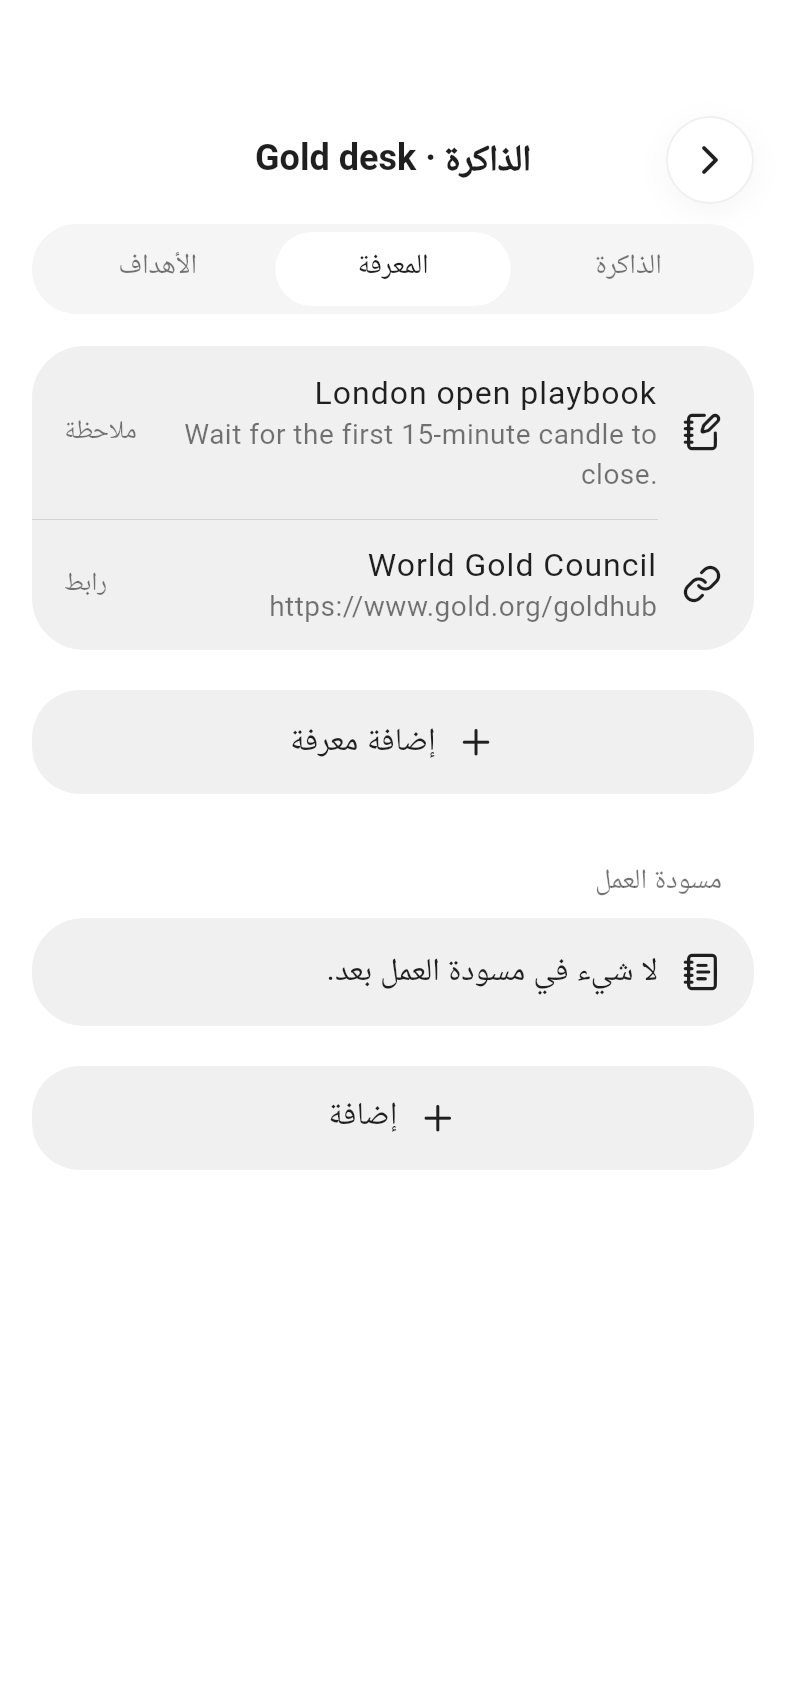 الذاكرة · Gold desk
الذاكرة
المعرفة
الأهداف
London open playbook
Wait for the first 15-minute candle to
close.
ملاحظة
World Gold Council
https://www.gold.org/goldhub
رابط
إضافة معرفة
مسودة العمل
لا شيء في مسودة العمل بعد.
إضافة